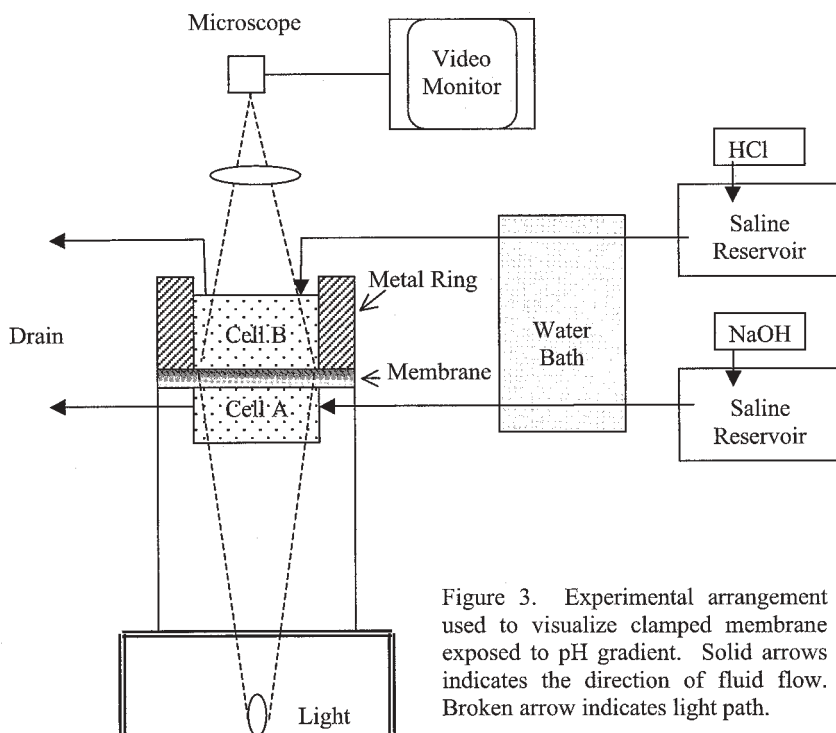 Microscope
Video
Monitor
HCl
Saline
Reservoir
Metal Ring
Drain
Cell B
Water
Bath
NaOH
Membrane
Cell A
Saline
Reservoir
Figure 3. Experimental arrangement
used to visualize clamped membrane
exposed to pH gradient. Solid arrows
indicates the direction of fluid flow.
Broken arrow indicates light path.
Light